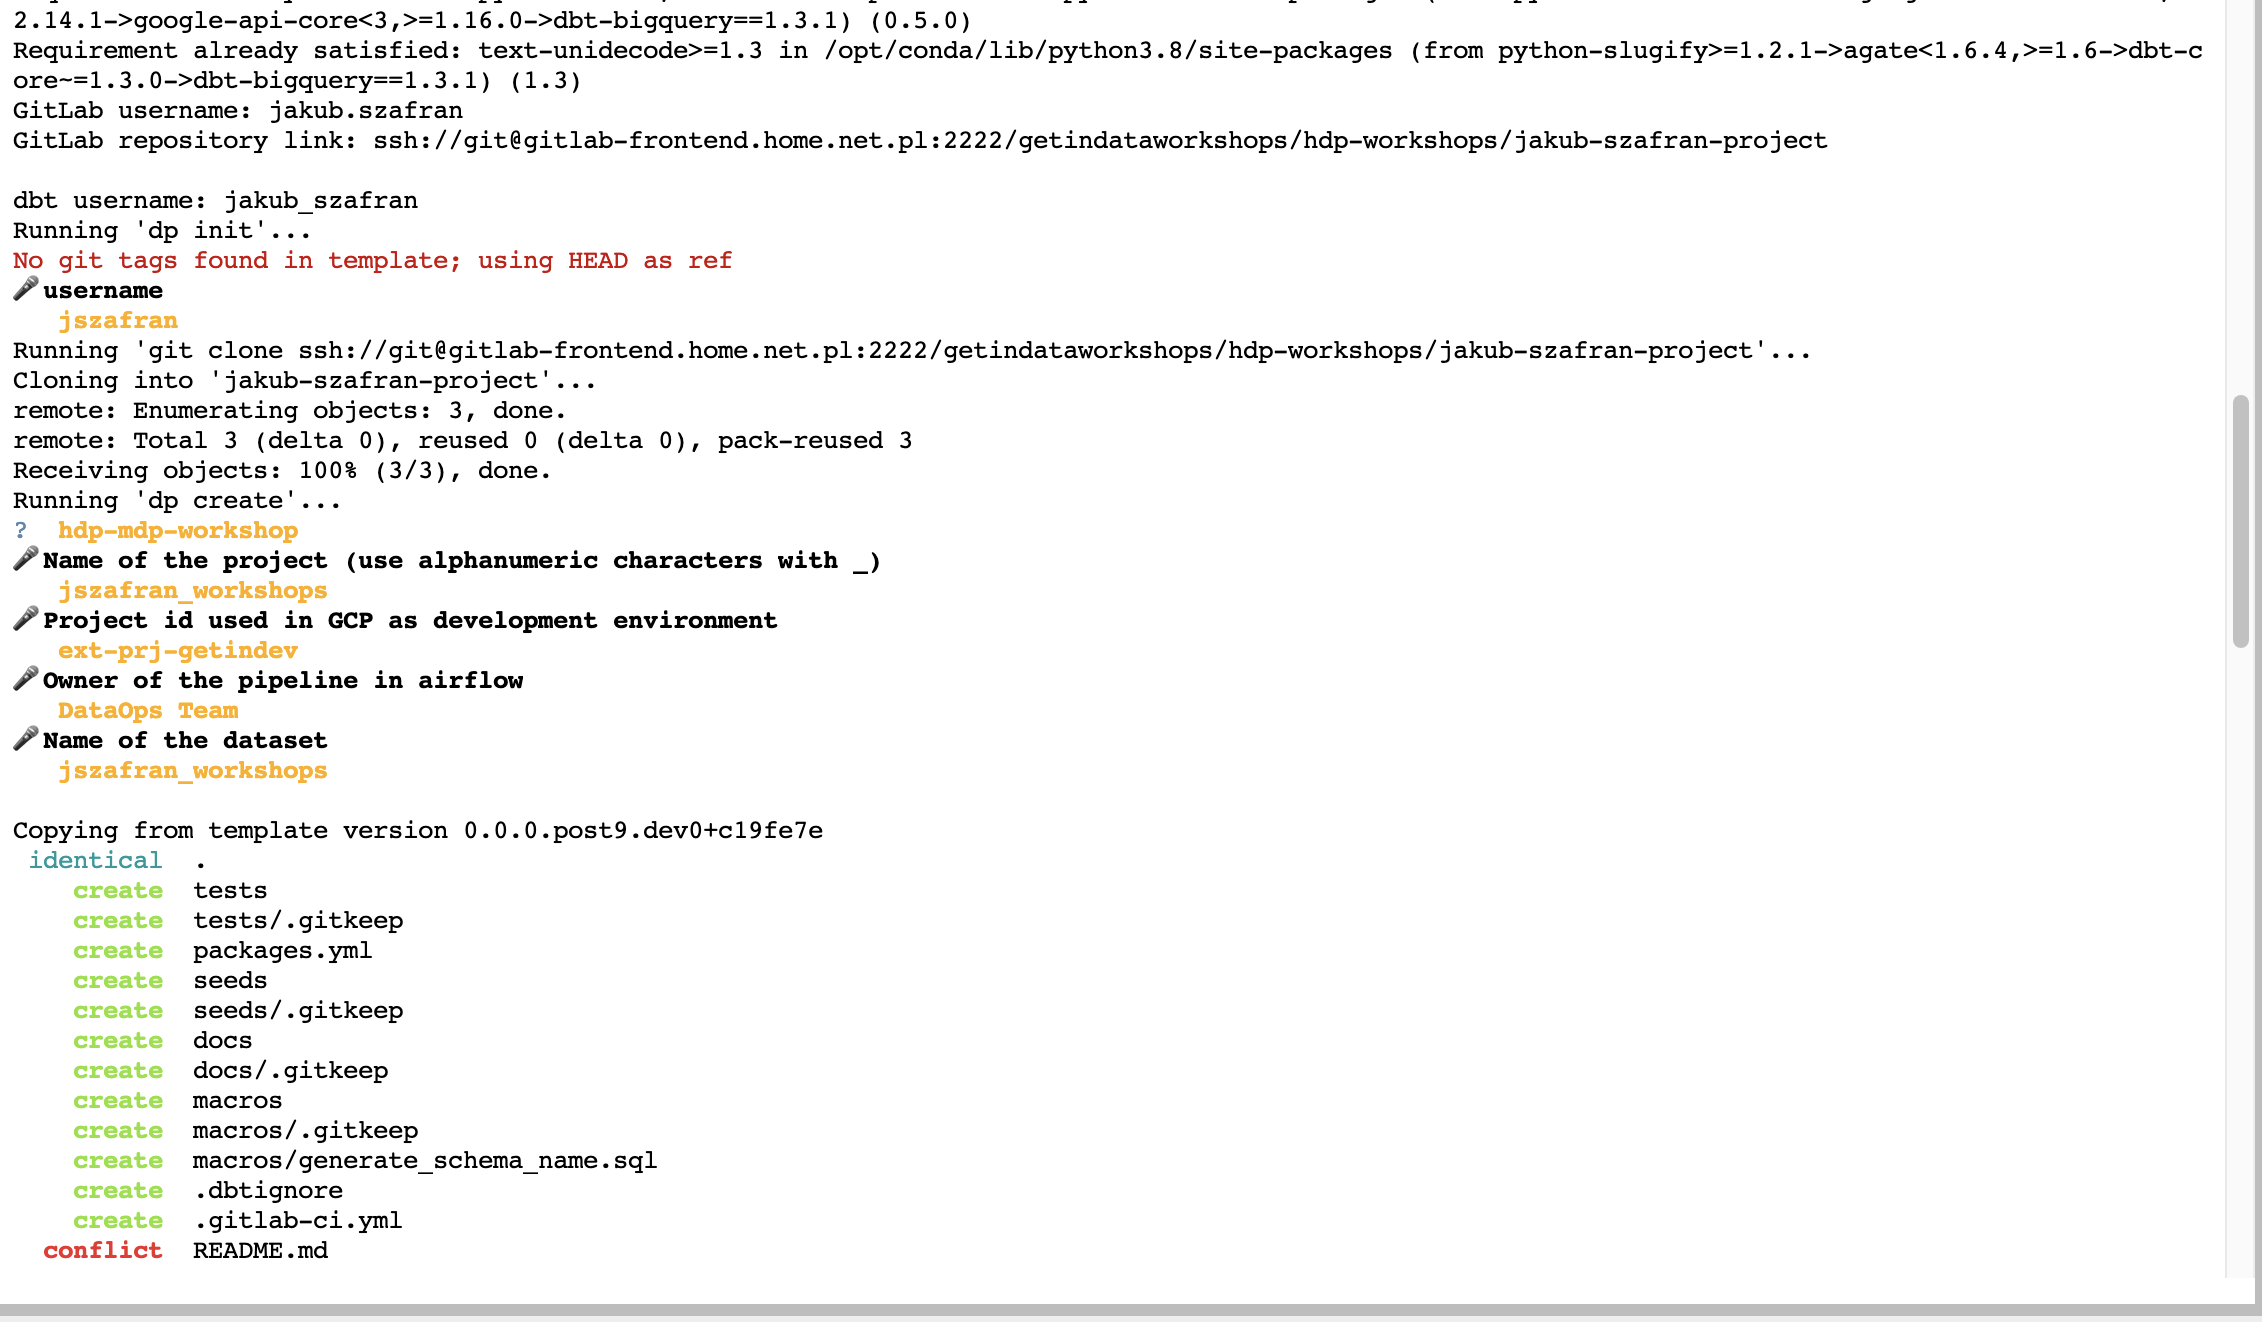 2.14.1->google-api-core<3,>=1.16.0->dbt-bigquery==1.3.1) (0.5.0)
Requirement already satisfied: text-unidecode>=1.3 in /opt/conda/lib/python3.8/site-packages (from python-slugify>=1.2.1->agate<1.6.4,>=1.6->dbt-c
ore~=1.3.0->dbt-bigquery==1.3.1) (1.3)
GitLab username: jakub.szafran
GitLab repository link: ssh://git@gitlab-frontend.home.net.pl:2222/getindataworkshops/hdp-workshops/jakub-szafran-project
dbt username: jakub_szafran
Running 'dp init'...
No git tags found in template; using HEAD as ref
🎤username
jszafran
Running 'git clone ssh://git@gitlab-frontend.home.net.pl:2222/getindataworkshops/hdp-workshops/jakub-szafran-project'...
Cloning into 'jakub-szafran-project'...
remote: Enumerating objects: 3, done.
remote: Total 3 (delta 0), reused 0 (delta 0), pack-reused 3
Receiving objects: 100% (3/3), done.
Running 'dp create'...
? hdp-mdp-workshop
🎤Name of the project (use alphanumeric characters with _)
jszafran_workshops
🎤Project id used in GCP as development environment
ext-prj-getindev
🎤Owner of the pipeline in airflow
DataOps Team
🎤Name of the dataset
jszafran_workshops
Copying from template version 0.0.0.post9.dev0+c19fe7e
identical .
create tests
create tests/.gitkeep
create packages.yml
create seeds
create seeds/.gitkeep
create docs
create docs/.gitkeep
create macros
create macros/.gitkeep
create macros/generate_schema_name.sql
create .dbtignore
create .gitlab-ci.yml
conflict README.md